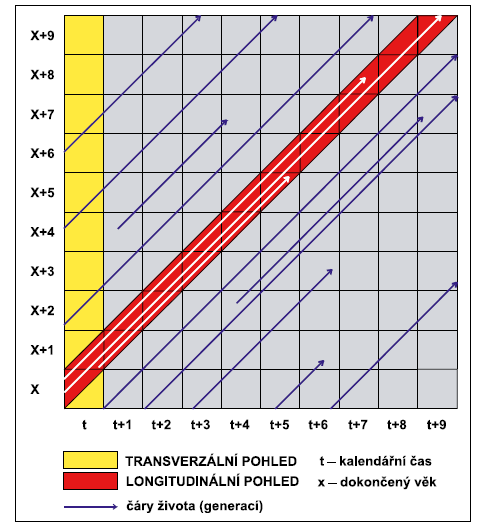 X+9
X+8
X+7
X+6
X+5
X+4
X+3
X+2
X+1
X
t t+1 t+2 t+3 t+4 t+5 t+6 t+7 t+8 t+9
TRANSVERZÁLNÍ POHLED t – kalendářní čas
LONGITUDINÁLNÍ POHLED x – dokončený věk
čáry života (generací)